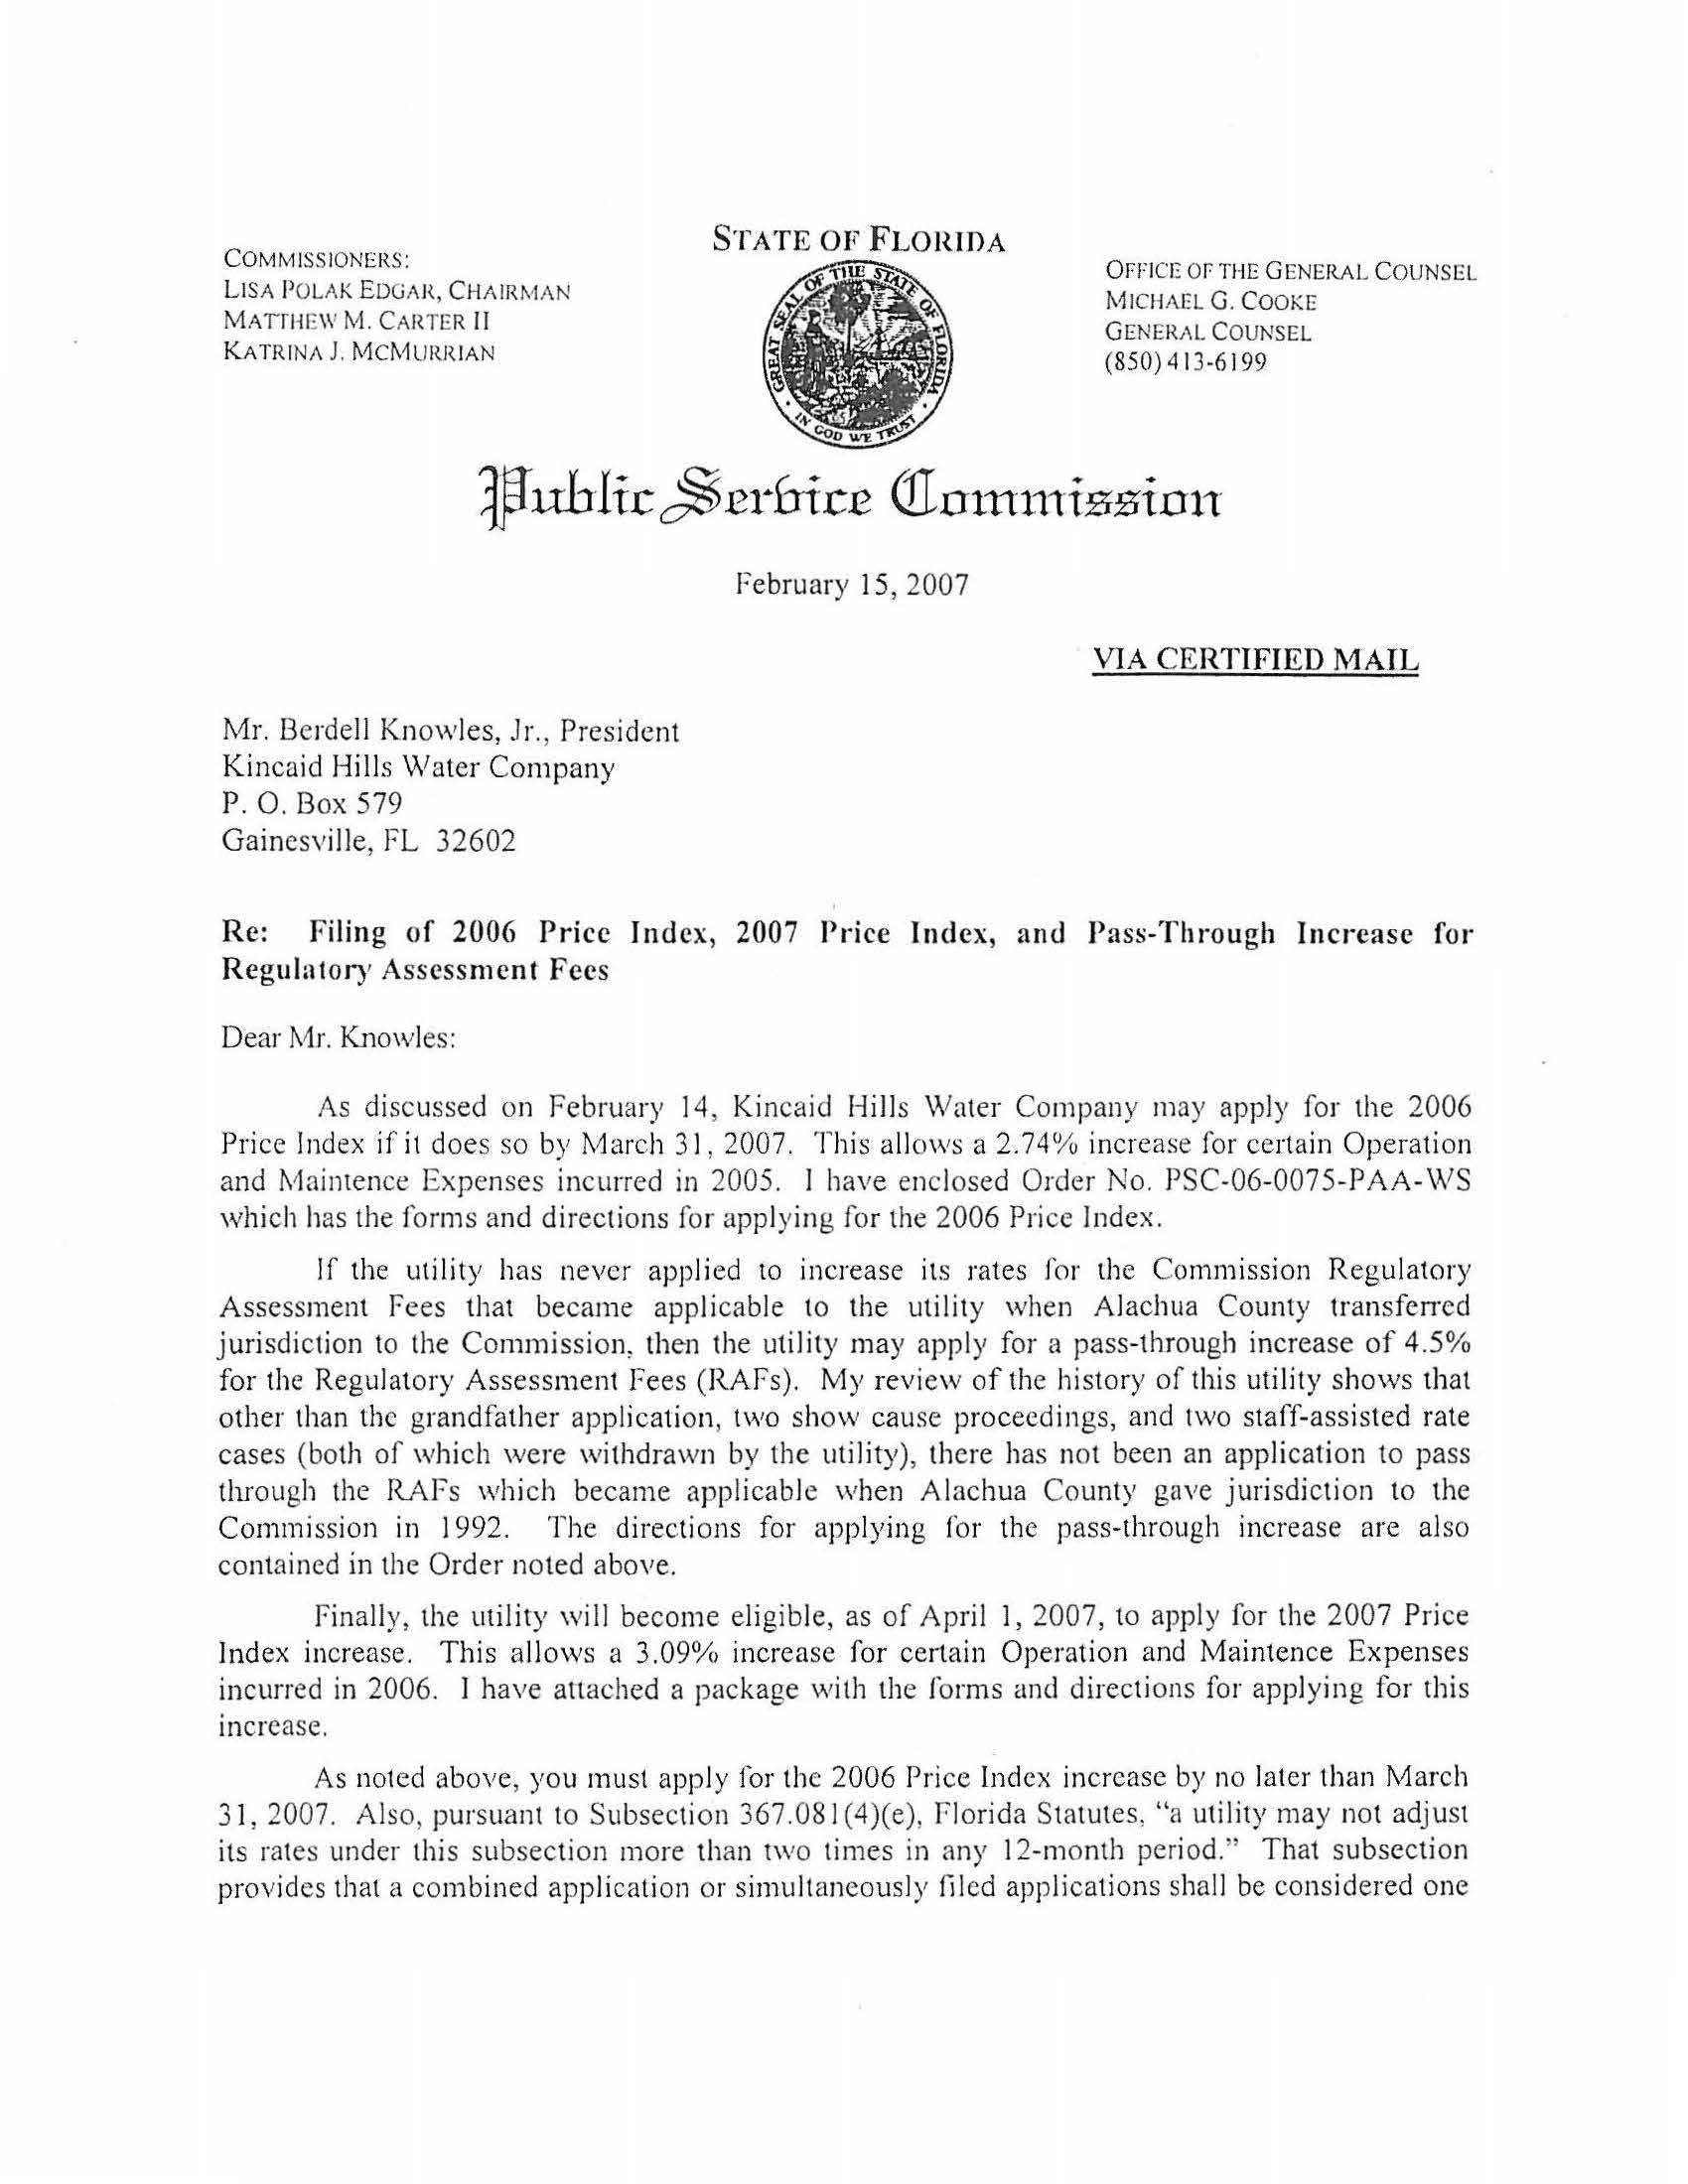 COMMISSIONERS:
LISA POLAK EDGAR, CHAIRMAN
MATTHEW M. CARTER II
KATRINA J. MCMURRIAN
STATE OF FLORIDA
GREAT SEAL OF THE STATE OF FLORIDA
IN GOD WE TRUST
OFFICE OF THE GENERAL COUNSEL
MICHAEL G. COOKE
GENERAL COUNSEL
(850) 413-6199
Public Service Commission
February 15, 2007
VIA CERTIFIED MAIL
Mr. Berdell Knowles, Jr., President
Kincaid Hills Water Company
P. O. Box 579
Gainesville, FL 32602
Re: Filing of 2006 Price Index, 2007 Price Index, and Pass-Through Increase for
Regulatory Assessment Fees
Dear Mr. Knowles:
As discussed on February 14, Kincaid Hills Water Company may apply for the 2006
Price Index if it does so by March 31, 2007. This allows a 2.74% increase for certain Operation
and Maintence Expenses incurred in 2005. I have enclosed Order No. PSC-06-0075-PAA-WS
which has the forms and directions for applying for the 2006 Price Index.
If the utility has never applied to increase its rates for the Commission Regulatory
Assessment Fees that became applicable to the utility when Alachua County transferred
jurisdiction to the Commission, then the utility may apply for a pass-through increase of 4.5%
for the Regulatory Assessment Fees (RAFs). My review of the history of this utility shows that
other than the grandfather application, two show cause proceedings, and two staff-assisted rate
cases (both of which were withdrawn by the utility), there has not been an application to pass
through the RAFs which became applicable when Alachua County gave jurisdiction to the
Commission in 1992. The directions for applying for the pass-through increase are also
contained in the Order noted above.
Finally, the utility will become eligible, as of April 1, 2007, to apply for the 2007 Price
Index increase. This allows a 3.09% increase for certain Operation and Maintence Expenses
incurred in 2006. I have attached a package with the forms and directions for applying for this
increase.
As noted above, you must apply for the 2006 Price Index increase by no later than March
31, 2007. Also, pursuant to Subsection 367.081(4)(e), Florida Statutes, “a utility may not adjust
its rates under this subsection more than two times in any 12-month period.” That subsection
provides that a combined application or simultaneously filed applications shall be considered one